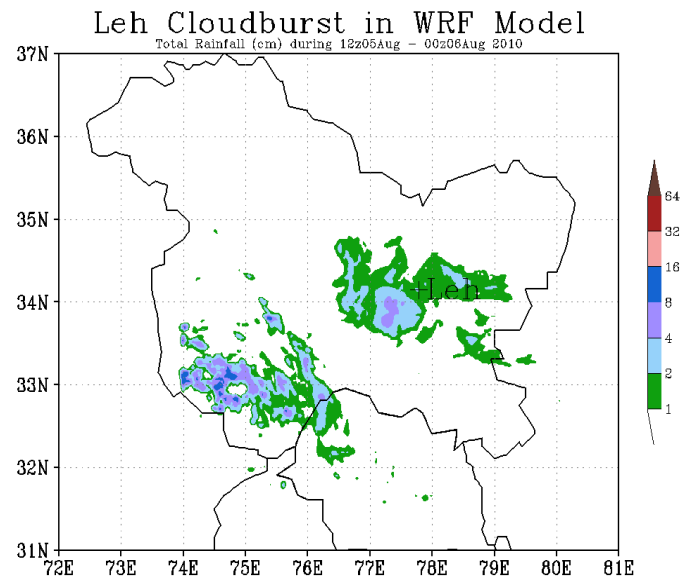 Leh Cloudburst in WRF Model
Total Rainfall (cm) during 12z05Aug - 00z06Aug 2010
37N
36N
35N
34N
33N
32N
31N
+Leh
64
32
16
8
4
2
1
72E 73E 74E 75E 76E 77E 78E 79E 80E 81E